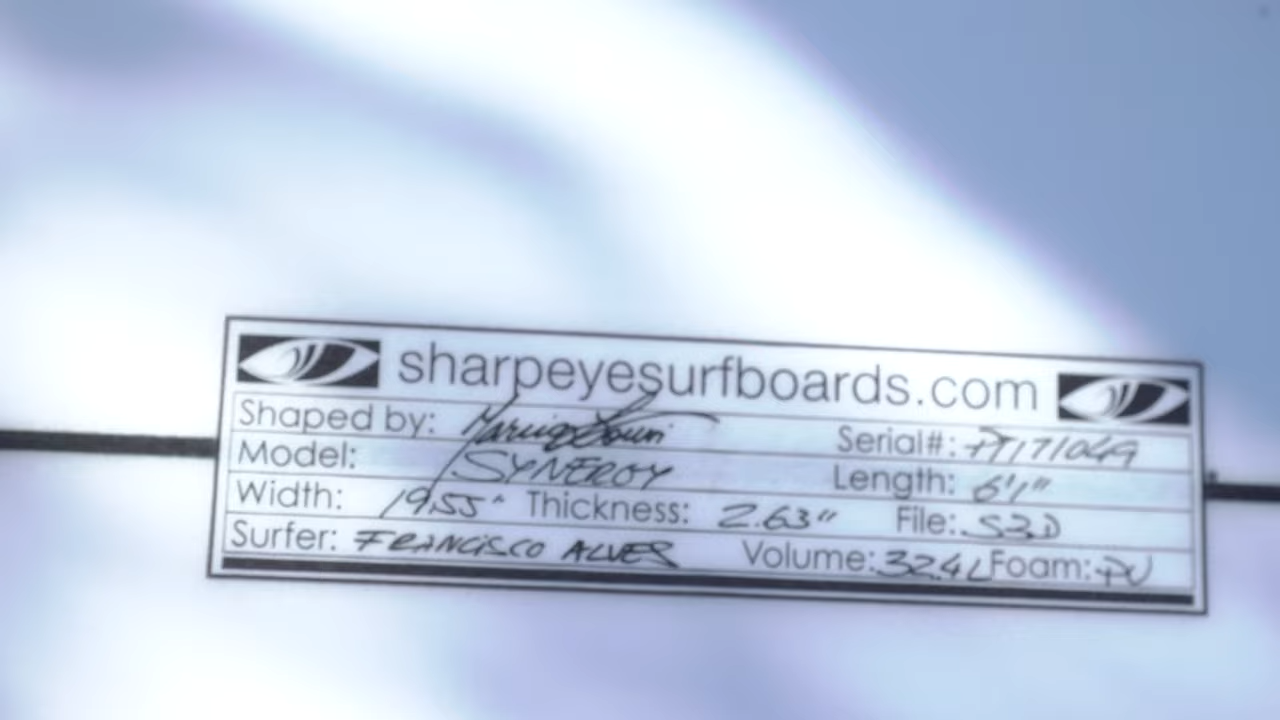 sharpeyesurfboards.com
Shaped by: Serial#: PT171049
Model: SYNERGY Length: 6'1"
Width: 19.55" Thickness: 2.63" File: S3D
Surfer: FRANCISCO ALVES Volume: 32.4L Foam: PU